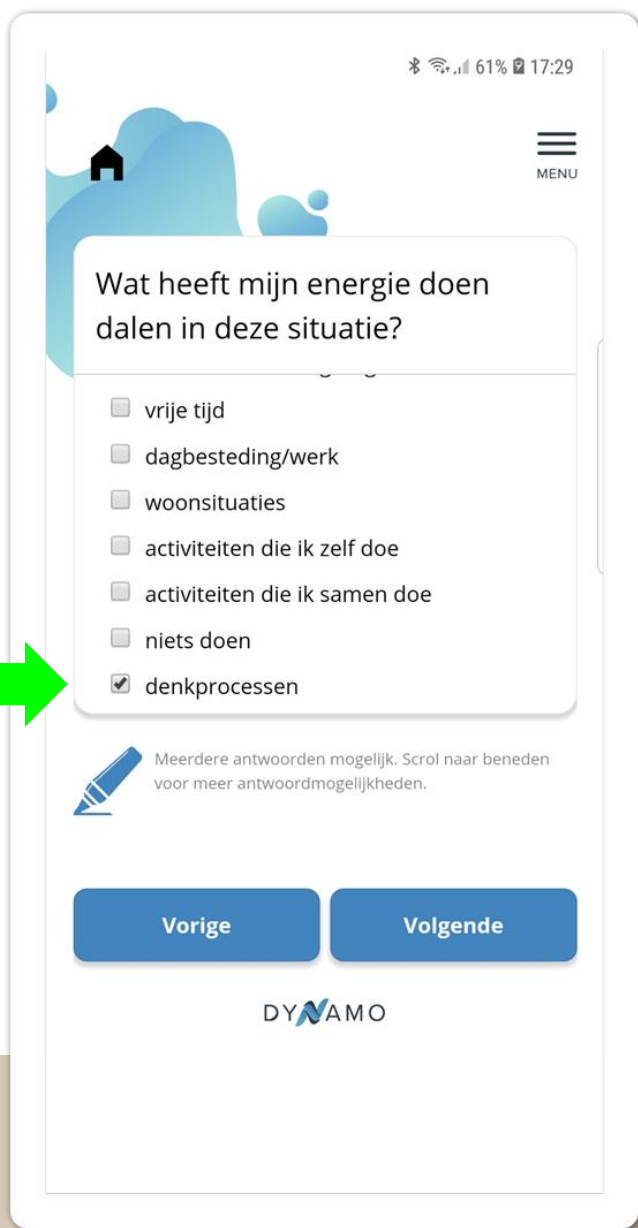 61% 17:29
MENU
Wat heeft mijn energie doen
dalen in deze situatie?
vrije tijd
dagbesteding/werk
woonsituaties
activiteiten die ik zelf doe
activiteiten die ik samen doe
niets doen
denkprocessen
Meerdere antwoorden mogelijk. Scrol naar beneden
voor meer antwoordmogelijkheden.
Vorige
Volgende
DYNAMO